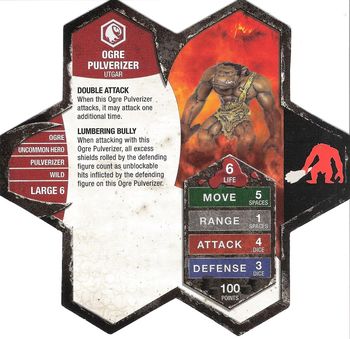 OGRE
PULVERIZER
UTGAR
DOUBLE ATTACK
When this Ogre Pulverizer
attacks, it may attack one
additional time.
LUMBERING BULLY
When attacking with this
Ogre Pulverizer, all excess
shields rolled by the defending
figure count as unblockable
hits inflicted by the defending
figure on this Ogre Pulverizer.
OGRE
UNCOMMON HERO
PULVERIZER
WILD
LARGE 6
6
LIFE
MOVE 5
SPACES
RANGE 1
SPACES
ATTACK 4
DICE
DEFENSE 3
DICE
100
POINTS